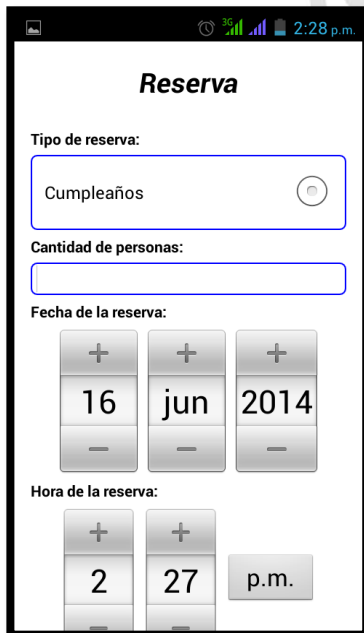 3G 2:28 p.m.
Reserva
Tipo de reserva:
Cumpleaños
Cantidad de personas:
Fecha de la reserva:
+ + +
16 jun 2014
− − −
Hora de la reserva:
+ +
2 27 p.m.
− −